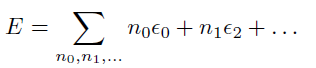 E = \sum_{n_0,n_1,\ldots} n_0\epsilon_0 + n_1\epsilon_2 + \ldots